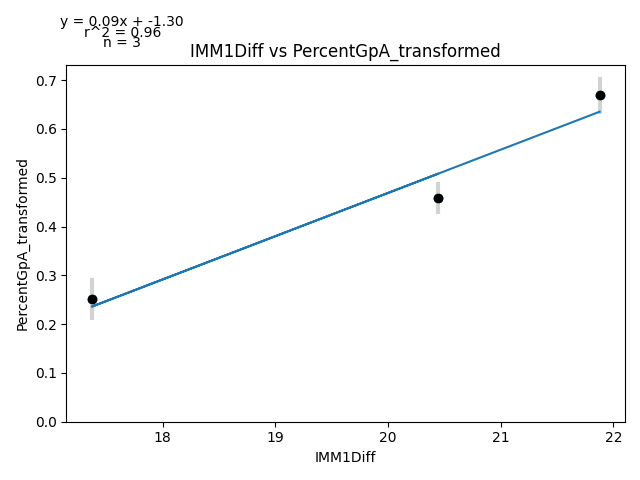 y = 0.09x + -1.30
r^2 = 0.96
n = 3
IMM1Diff vs PercentGpA_transformed
PercentGpA_transformed
0.7
0.6
0.5
0.4
0.3
0.2
0.1
0.0
18 19 20 21 22
IMM1Diff